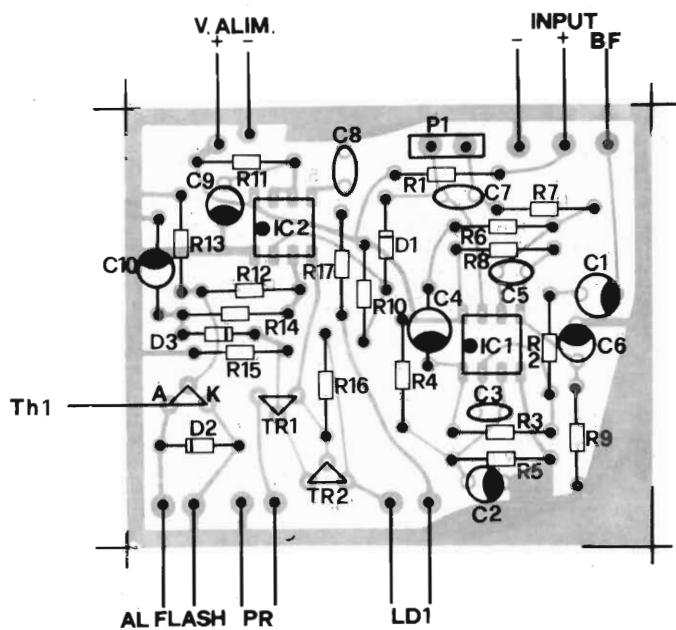 V. ALIM.
+ -
INPUT
- + BF
C8
P1
R11
R1
C7
C9
R7
IC2
R13
D1
R6
R8
C10
R12
R17
R10
C4
C5
C1
R14
D3
R15
IC1
R2
C6
R16
R4
Th1
A K
TR1
C3
R3
R9
D2
TR2
R5
C2
AL FLASH PR LD1